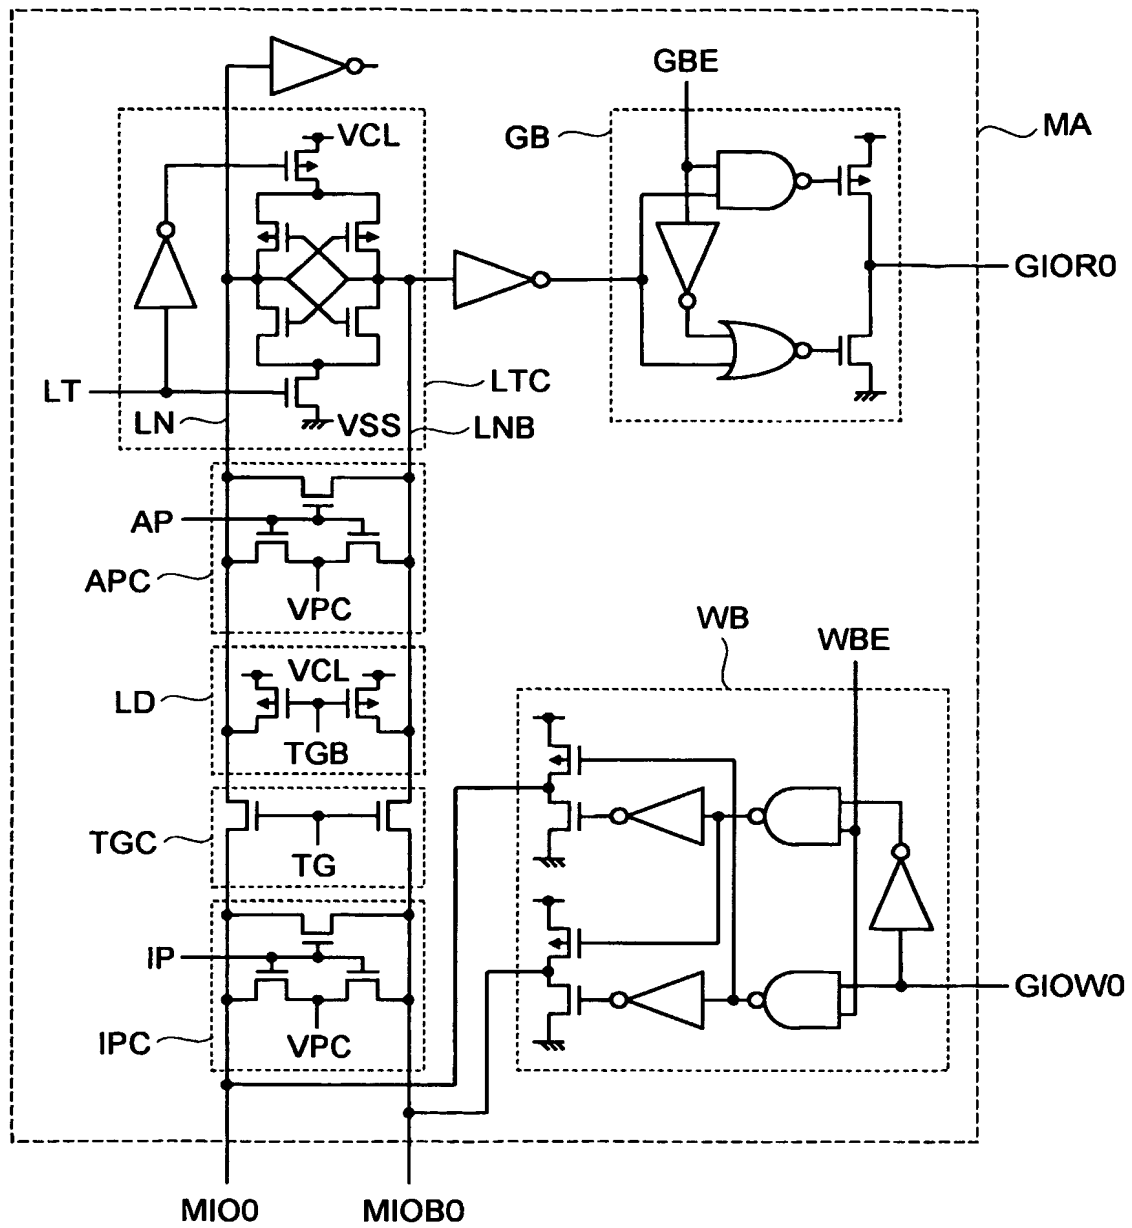 GBE
VCL
GB
MA
GIOR0
LT
LN
VSS
LTC
LNB
AP
APC
VPC
WB
WBE
VCL
LD
TGB
TGC
TG
IP
GIOW0
IPC
VPC
MIO0
MIOB0